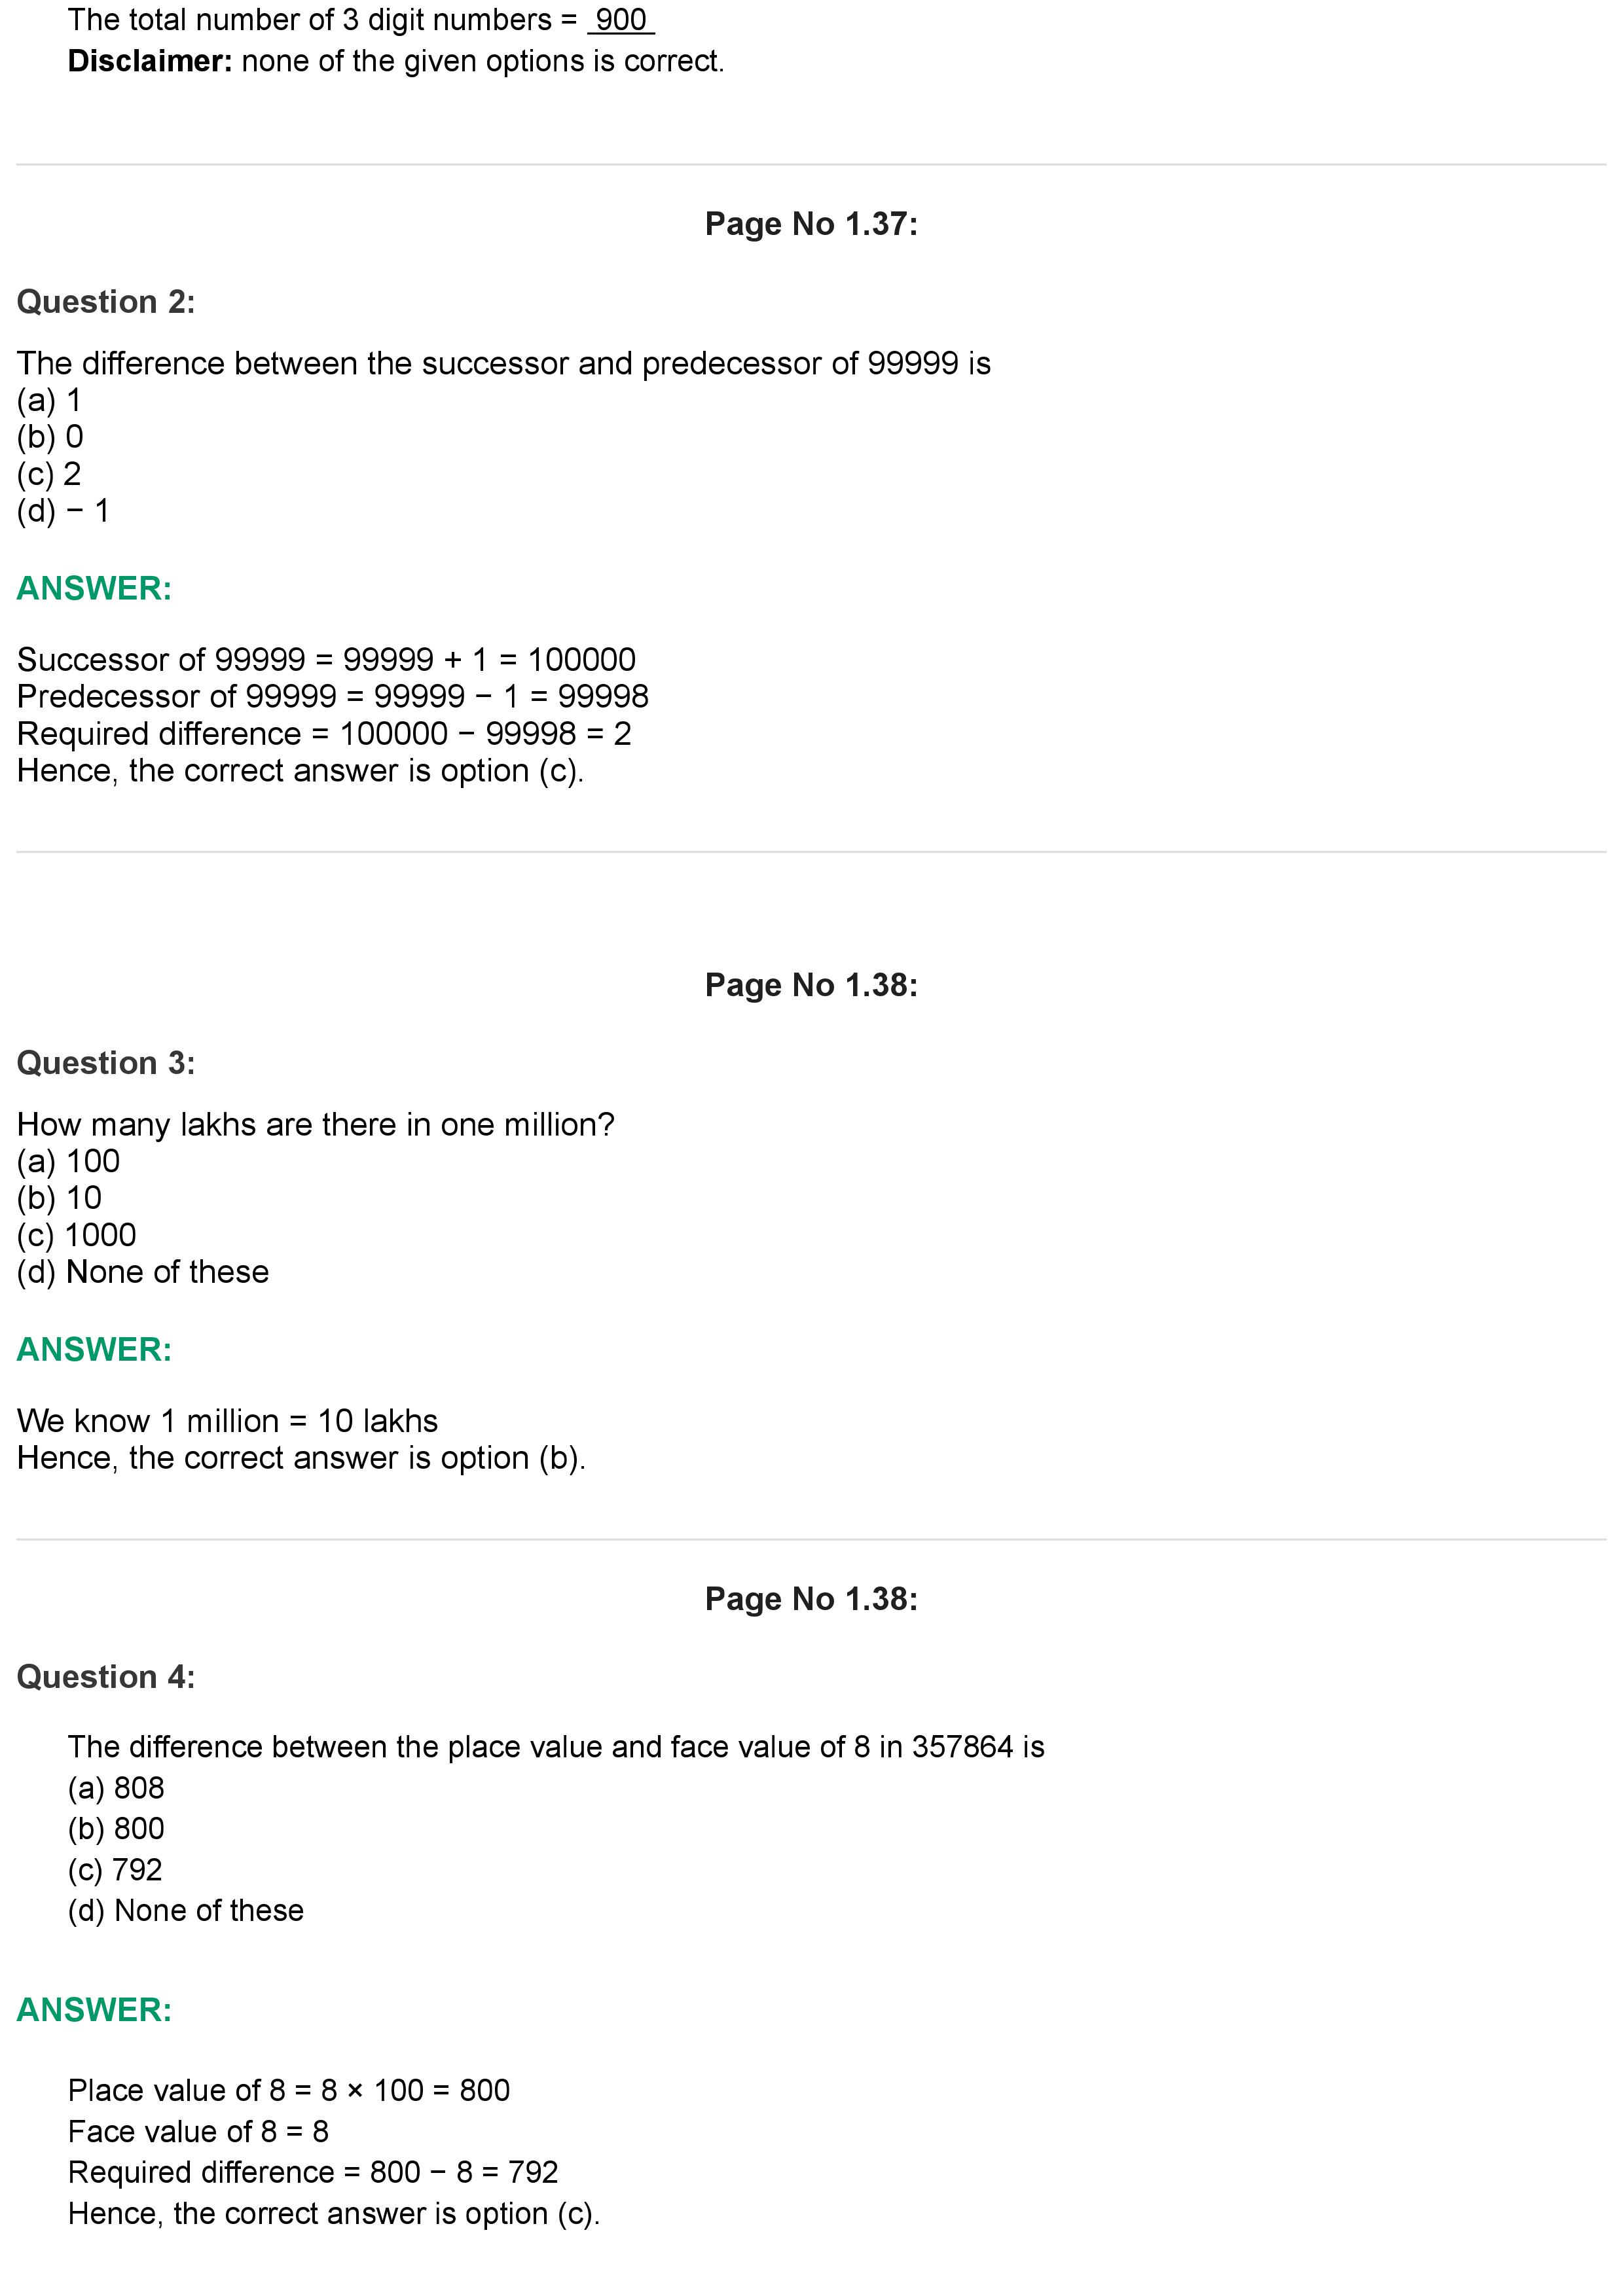 The total number of 3 digit numbers = 900
Disclaimer: none of the given options is correct.
Page No 1.37:
Question 2:
The difference between the successor and predecessor of 99999 is
(a) 1
(b) 0
(c) 2
(d) − 1
ANSWER:
Successor of 99999 = 99999 + 1 = 100000
Predecessor of 99999 = 99999 − 1 = 99998
Required difference = 100000 − 99998 = 2
Hence, the correct answer is option (c).
Page No 1.38:
Question 3:
How many lakhs are there in one million?
(a) 100
(b) 10
(c) 1000
(d) None of these
ANSWER:
We know 1 million = 10 lakhs
Hence, the correct answer is option (b).
Page No 1.38:
Question 4:
The difference between the place value and face value of 8 in 357864 is
(a) 808
(b) 800
(c) 792
(d) None of these
ANSWER:
Place value of 8 = 8 × 100 = 800
Face value of 8 = 8
Required difference = 800 − 8 = 792
Hence, the correct answer is option (c).